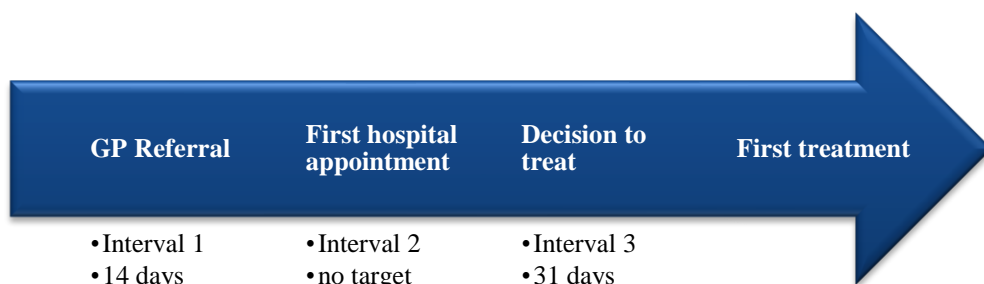 GP Referral
First hospital
appointment
Decision to
treat
First treatment
•Interval 1
•14 days
•Interval 2
•no target
•Interval 3
•31 days